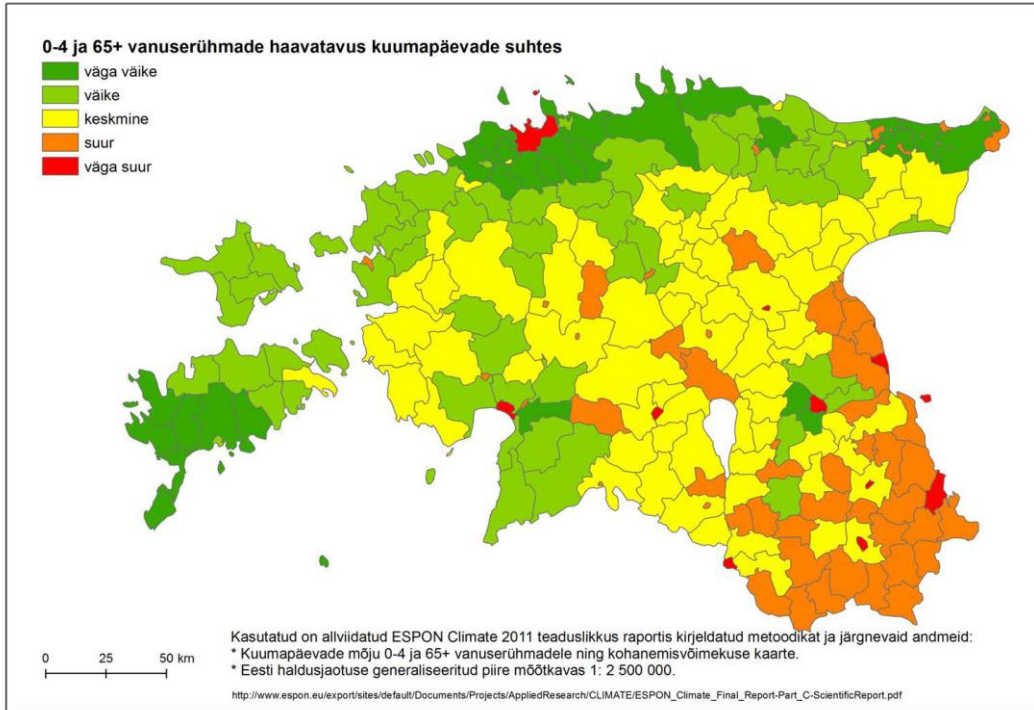 0-4 ja 65+ vanuserühmade haavatavus kuumapäevade suhtes
väga väike
väike
keskmine
suur
väga suur
Kasutatud on allviidatud ESPON Climate 2011 teaduslikkus raportis kirjeldatud metoodikat ja järgnevaid andmeid:
* Kuumapäevade mõju 0-4 ja 65+ vanuserühmadele ning kohanemisvõimekuse kaarte.
* Eesti haldusjaotuse generaliseeritud piire mõõtkavas 1: 2 500 000.
0 25 50 km
http://www.espon.eu/export/sites/default/Documents/Projects/AppliedResearch/CLIMATE/ESPON_Climate_Final_Report-Part_C-ScientificReport.pdf